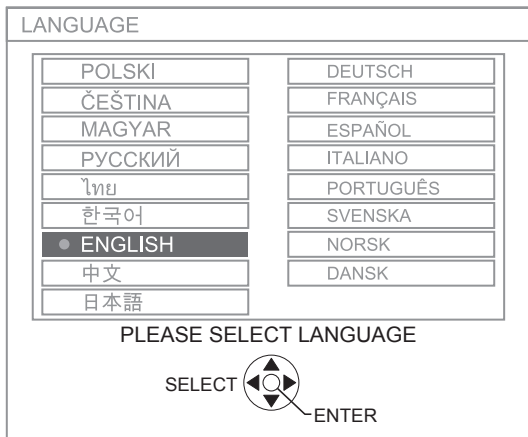 LANGUAGE
POLSKI
ČEŠTINA
MAGYAR
РУССКИЙ
ไทย
한국어
ENGLISH
中文
日本語
DEUTSCH
FRANÇAIS
ESPAÑOL
ITALIANO
PORTUGUÊS
SVENSKA
NORSK
DANSK
PLEASE SELECT LANGUAGE
SELECT
ENTER